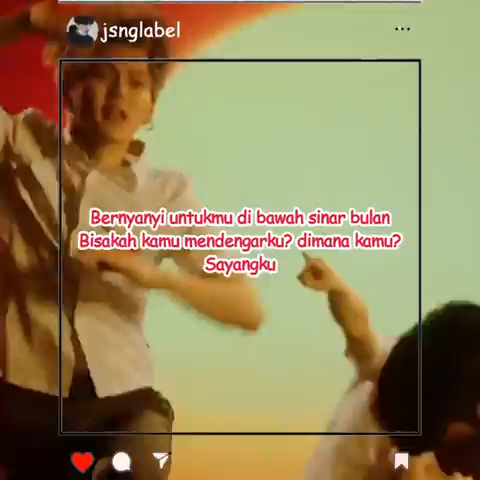 jsnglabel
Bernyanyi untukmu di bawah sinar bulan
Bisakah kamu mendengarku? dimana kamu?
Sayangku